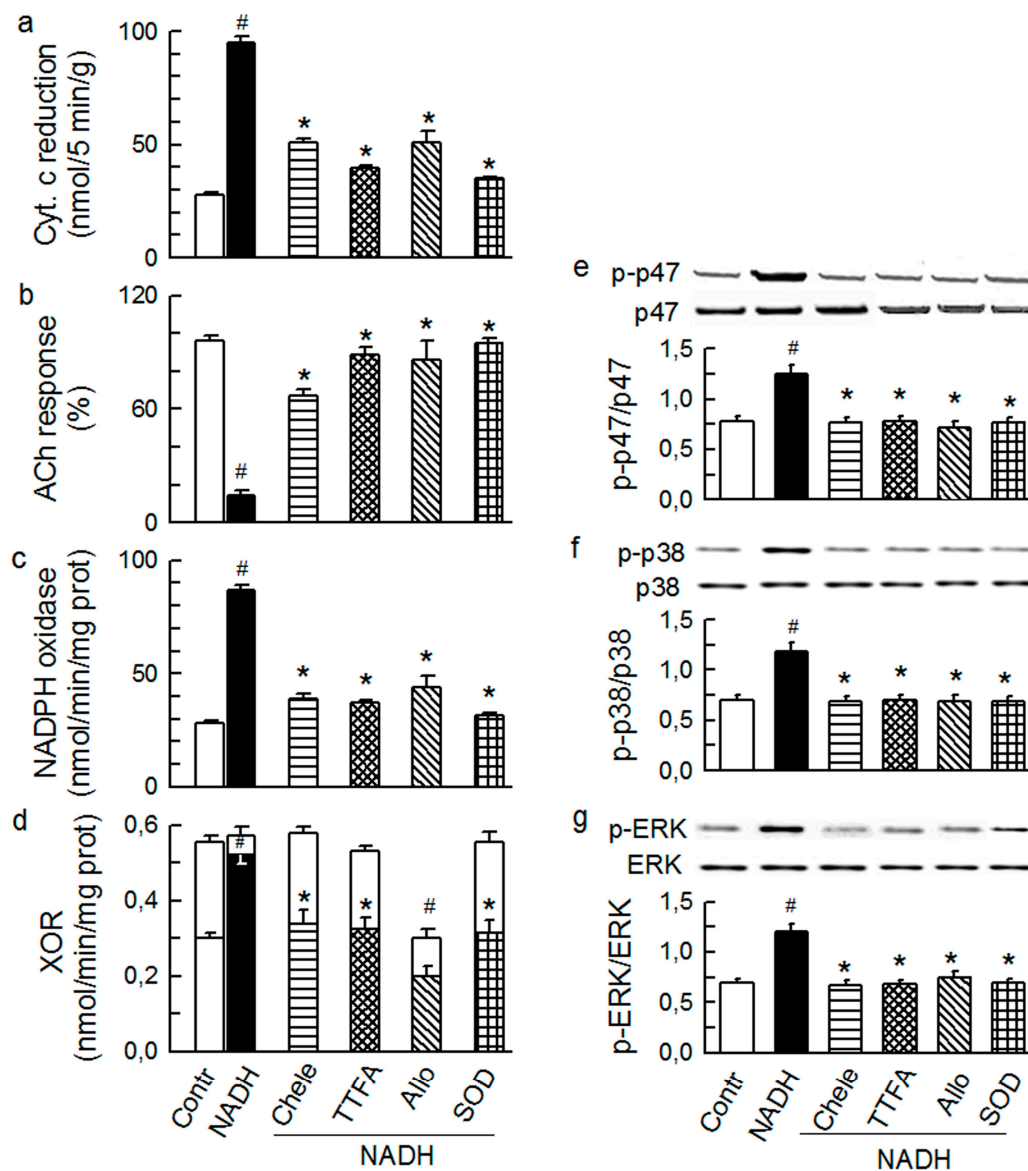 a
Cyt. c reduction
(nmol/5 min/g)
100
50
0
#
*
*
*
*
b
ACh response
(%)
120
60
0
#
*
*
*
*
c
NADPH oxidase
(nmol/min/mg prot)
100
50
0
#
*
*
*
*
d
XOR
(nmol/min/mg prot)
0,6
0,4
0,2
0,0
#
*
*
#
*
Contr
NADH
Chele
TTFA
Allo
SOD
NADH
e
p-p47
p47
p-p47/p47
1,5
1,0
0,5
0,0
#
*
*
*
*
f
p-p38
p38
p-p38/p38
1,5
1,0
0,5
0,0
#
*
*
*
*
g
p-ERK
ERK
p-ERK/ERK
1,5
1,0
0,5
0,0
#
*
*
*
*
Contr
NADH
Chele
TTFA
Allo
SOD
NADH